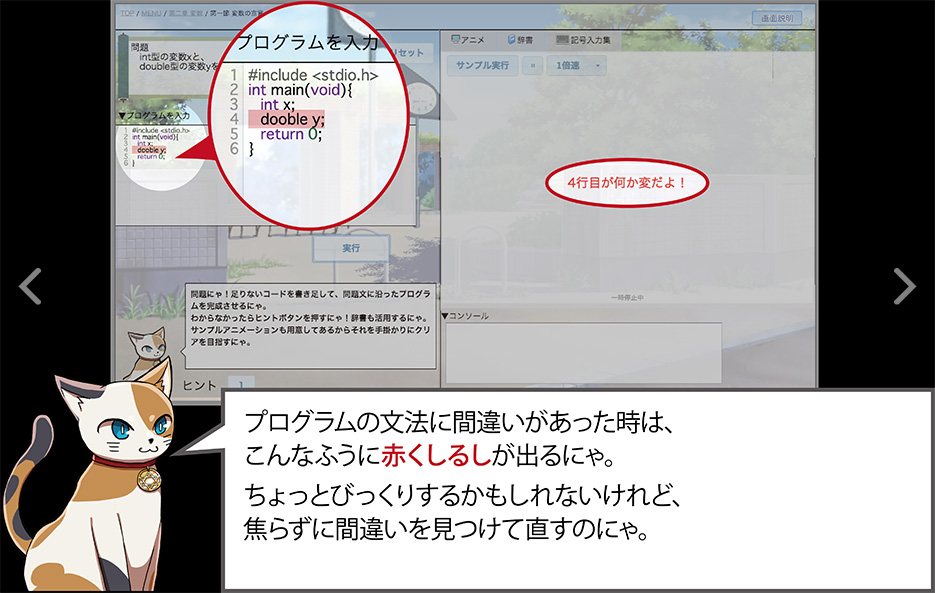 TOP / MENU / 第二章 変数 / 第一節 変数の宣言
画面説明
問題
int型の変数xと、
double型の変数yを
リセット
▼プログラムを入力
1 #include <stdio.h>
2 int main(void){
3 int x;
4 dooble y;
5 return 0;
6 }
プログラムを入力
1 #include <stdio.h>
2 int main(void){
3 int x;
4 dooble y;
5 return 0;
6 }
実行
アニメ 辞書 記号入力集
サンプル実行 1倍速
4行目が何か変だよ！
一時停止中
▼コンソール
問題にゃ！足りないコードを書き足して、問題文に沿ったプログラ
ムを完成させるにゃ。
わからなかったらヒントボタンを押すにゃ！辞書も活用するにゃ。
サンプルアニメーションも用意してあるからそれを手掛かりにクリ
アを目指すにゃ。
ヒント 1
プログラムの文法に間違いがあった時は、
こんなふうに赤くしるしが出るにゃ。
ちょっとびっくりするかもしれないけれど、
焦らずに間違いを見つけて直すのにゃ。